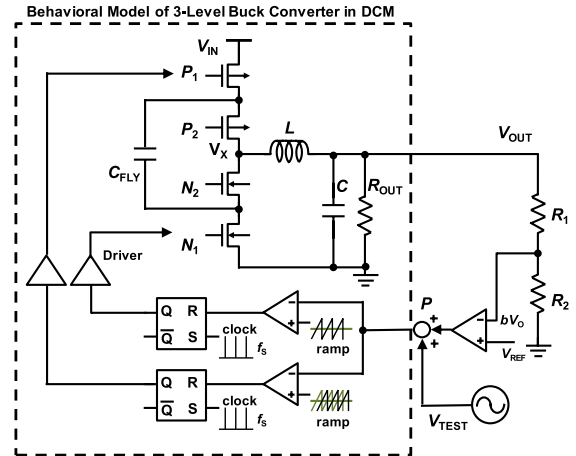 Behavioral Model of 3-Level Buck Converter in DCM
VIN
P1
P2
L
VOUT
VX
CFLY
C
ROUT
R1
N2
N1
Driver
R2
P
bVO
VREF
+
+
−
+
Q R
Q S
clock
fS
−
+
ramp
Q R
Q S
clock
fS
−
+
ramp
VTEST